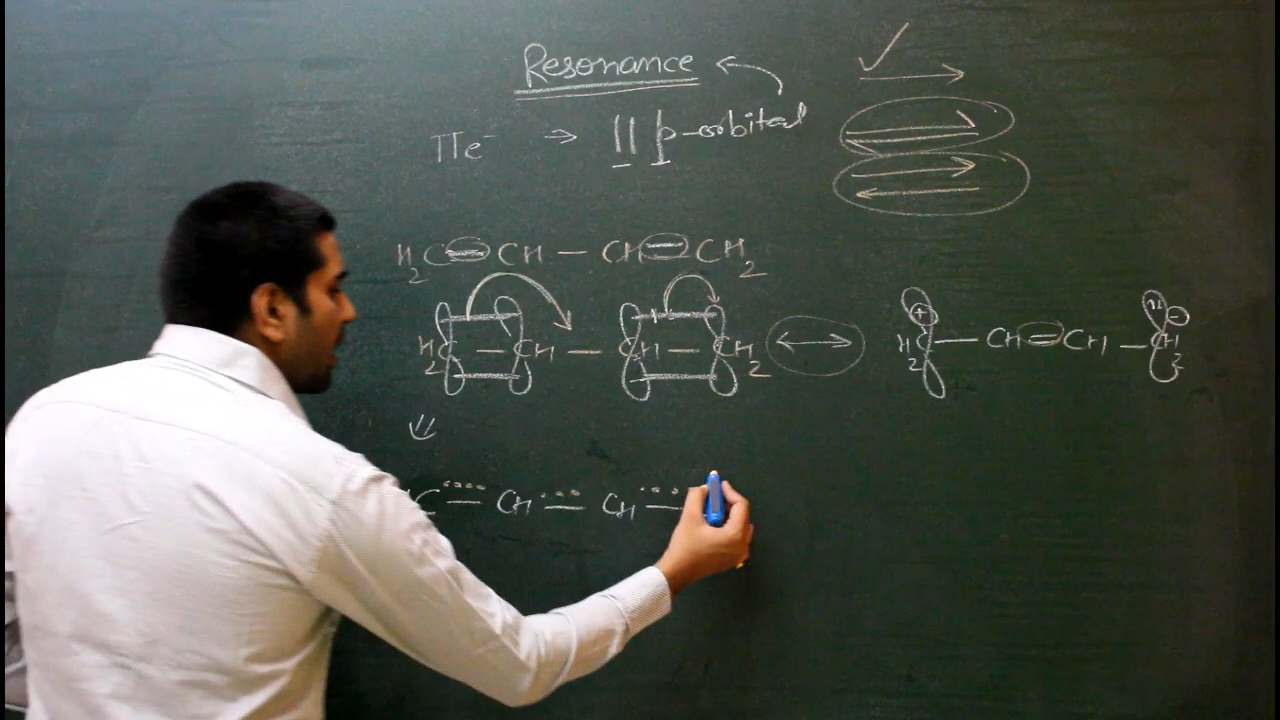 Resonance
πe⁻ ⇒ || p-orbital
H₂C = CH — CH = CH₂
H₂C — CH — CH — CH₂ ↔ H₂C⊕ — CH = CH — CH₂⊖
C — CH — CH —